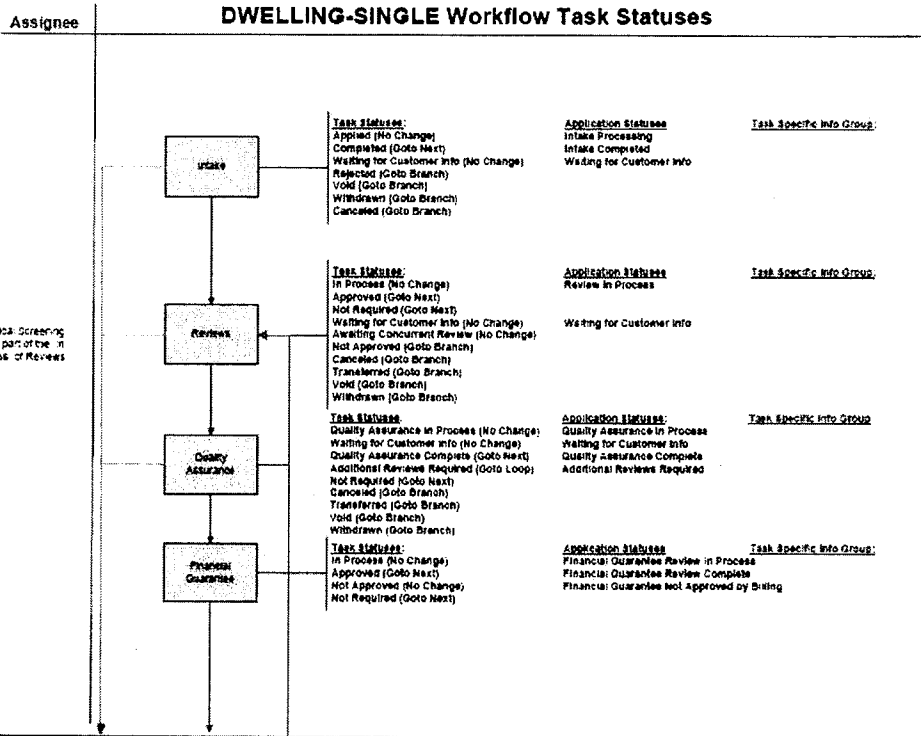 Assignee
DWELLING-SINGLE Workflow Task Statuses
Intake
Task Statuses:
Applied (No Change)
Completed (Goto Next)
Waiting for Customer Info (No Change)
Rejected (Goto Branch)
Void (Goto Branch)
Withdrawn (Goto Branch)
Canceled (Goto Branch)
Application Statuses
Intake Processing
Intake Completed
Waiting for Customer Info
Task Specific Info Group:
Screening
part of the
of Reviews
Reviews
Task Statuses:
In Process (No Change)
Approved (Goto Next)
Not Required (Goto Next)
Waiting for Customer Info (No Change)
Awaiting Concurrent Review (No Change)
Not Approved (Goto Branch)
Canceled (Goto Branch)
Transferred (Goto Branch)
Void (Goto Branch)
Withdrawn (Goto Branch)
Application Statuses
Review in Process
Waiting for Customer Info
Task Specific Info Group:
Quality
Assurance
Task Statuses.
Quality Assurance in Process (No Change)
Waiting for Customer Info (No Change)
Quality Assurance Complete (Goto Next)
Additional Reviews Required (Goto Loop)
Not Required (Goto Next)
Canceled (Goto Branch)
Transferred (Goto Branch)
Void (Goto Branch)
Withdrawn (Goto Branch)
Application Statuses:
Quality Assurance in Process
Waiting for Customer Info
Quality Assurance Complete
Additional Reviews Required
Task Specific Info Group
Financial
Guarantee
Task Statuses:
In Process (No Change)
Approved (Goto Next)
Not Approved (No Change)
Not Required (Goto Next)
Application Statuses
Financial Guarantee Review in Process
Financial Guarantee Review Complete
Financial Guarantee Not Approved by Billing
Task Specific Info Group: